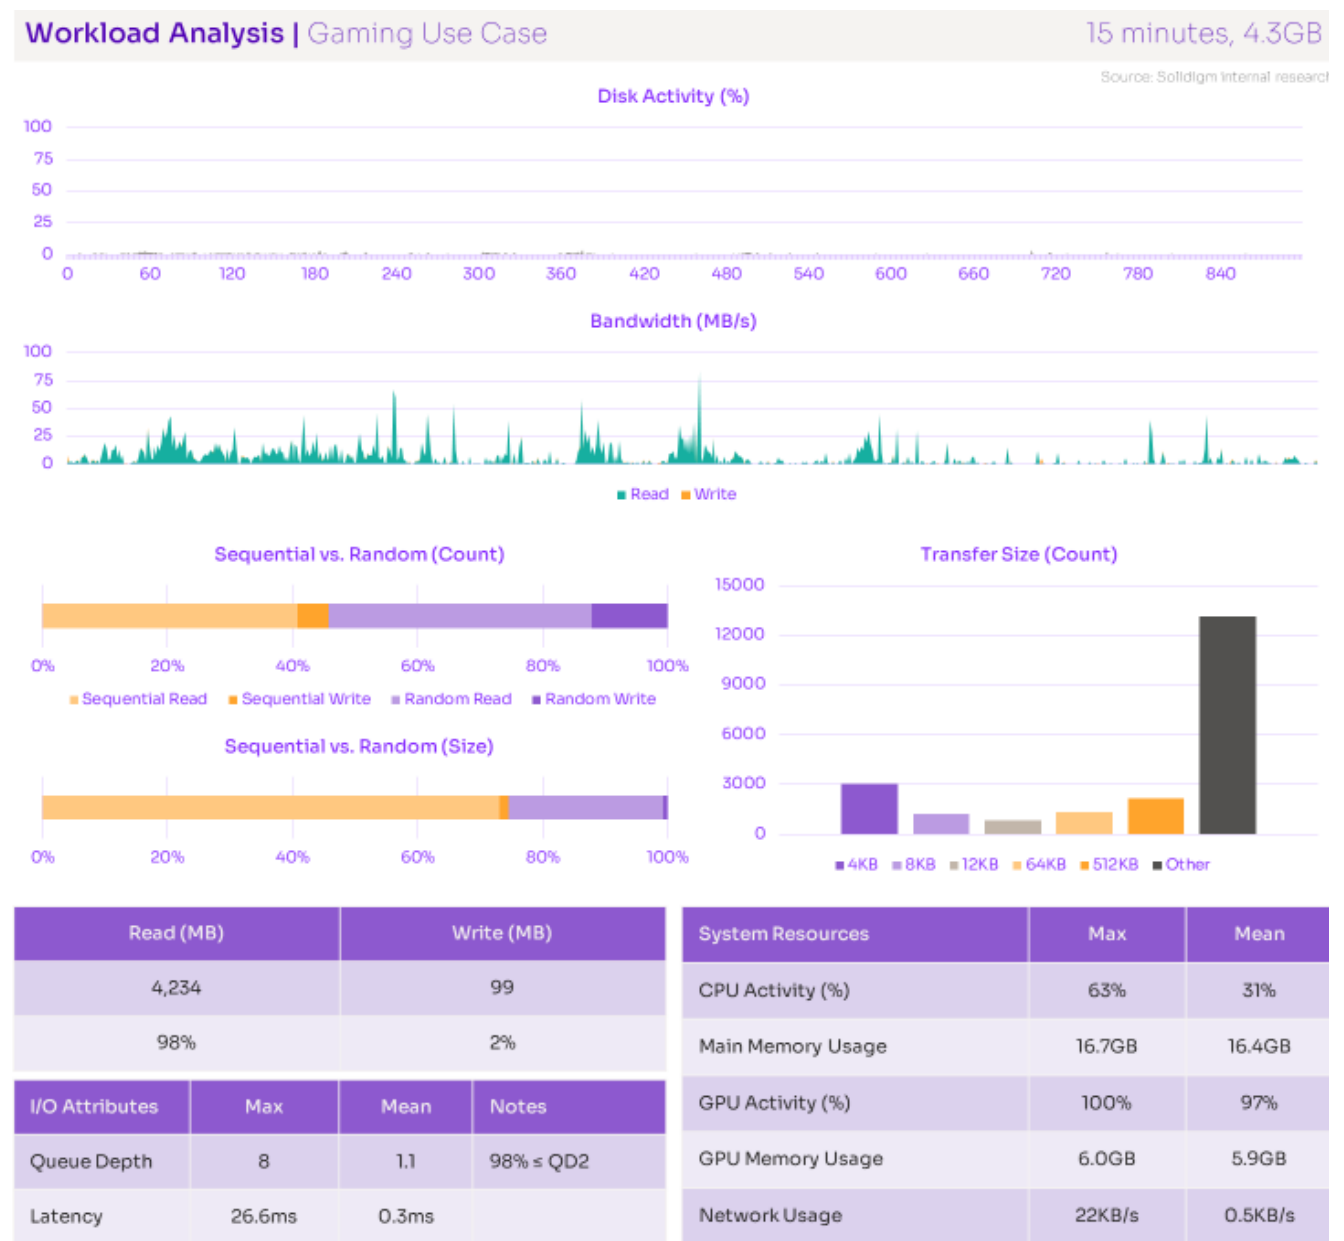 Workload Analysis | Gaming Use Case
15 minutes, 4.3GB
Source: Solidigm internal research
Disk Activity (%)
100
75
50
25
0
0 60 120 180 240 300 360 420 480 540 600 660 720 780 840
Bandwidth (MB/s)
100
75
50
25
0
Read Write
Sequential vs. Random (Count)
0% 20% 40% 60% 80% 100%
Sequential Read Sequential Write Random Read Random Write
Sequential vs. Random (Size)
0% 20% 40% 60% 80% 100%
Transfer Size (Count)
15000
12000
9000
6000
3000
0
4KB 8KB 12KB 64KB 512KB Other
Read (MB) Write (MB)
4,234 99
98% 2%
I/O Attributes Max Mean Notes
Queue Depth 8 1.1 98% ≤ QD2
Latency 26.6ms 0.3ms
System Resources Max Mean
CPU Activity (%) 63% 31%
Main Memory Usage 16.7GB 16.4GB
GPU Activity (%) 100% 97%
GPU Memory Usage 6.0GB 5.9GB
Network Usage 22KB/s 0.5KB/s